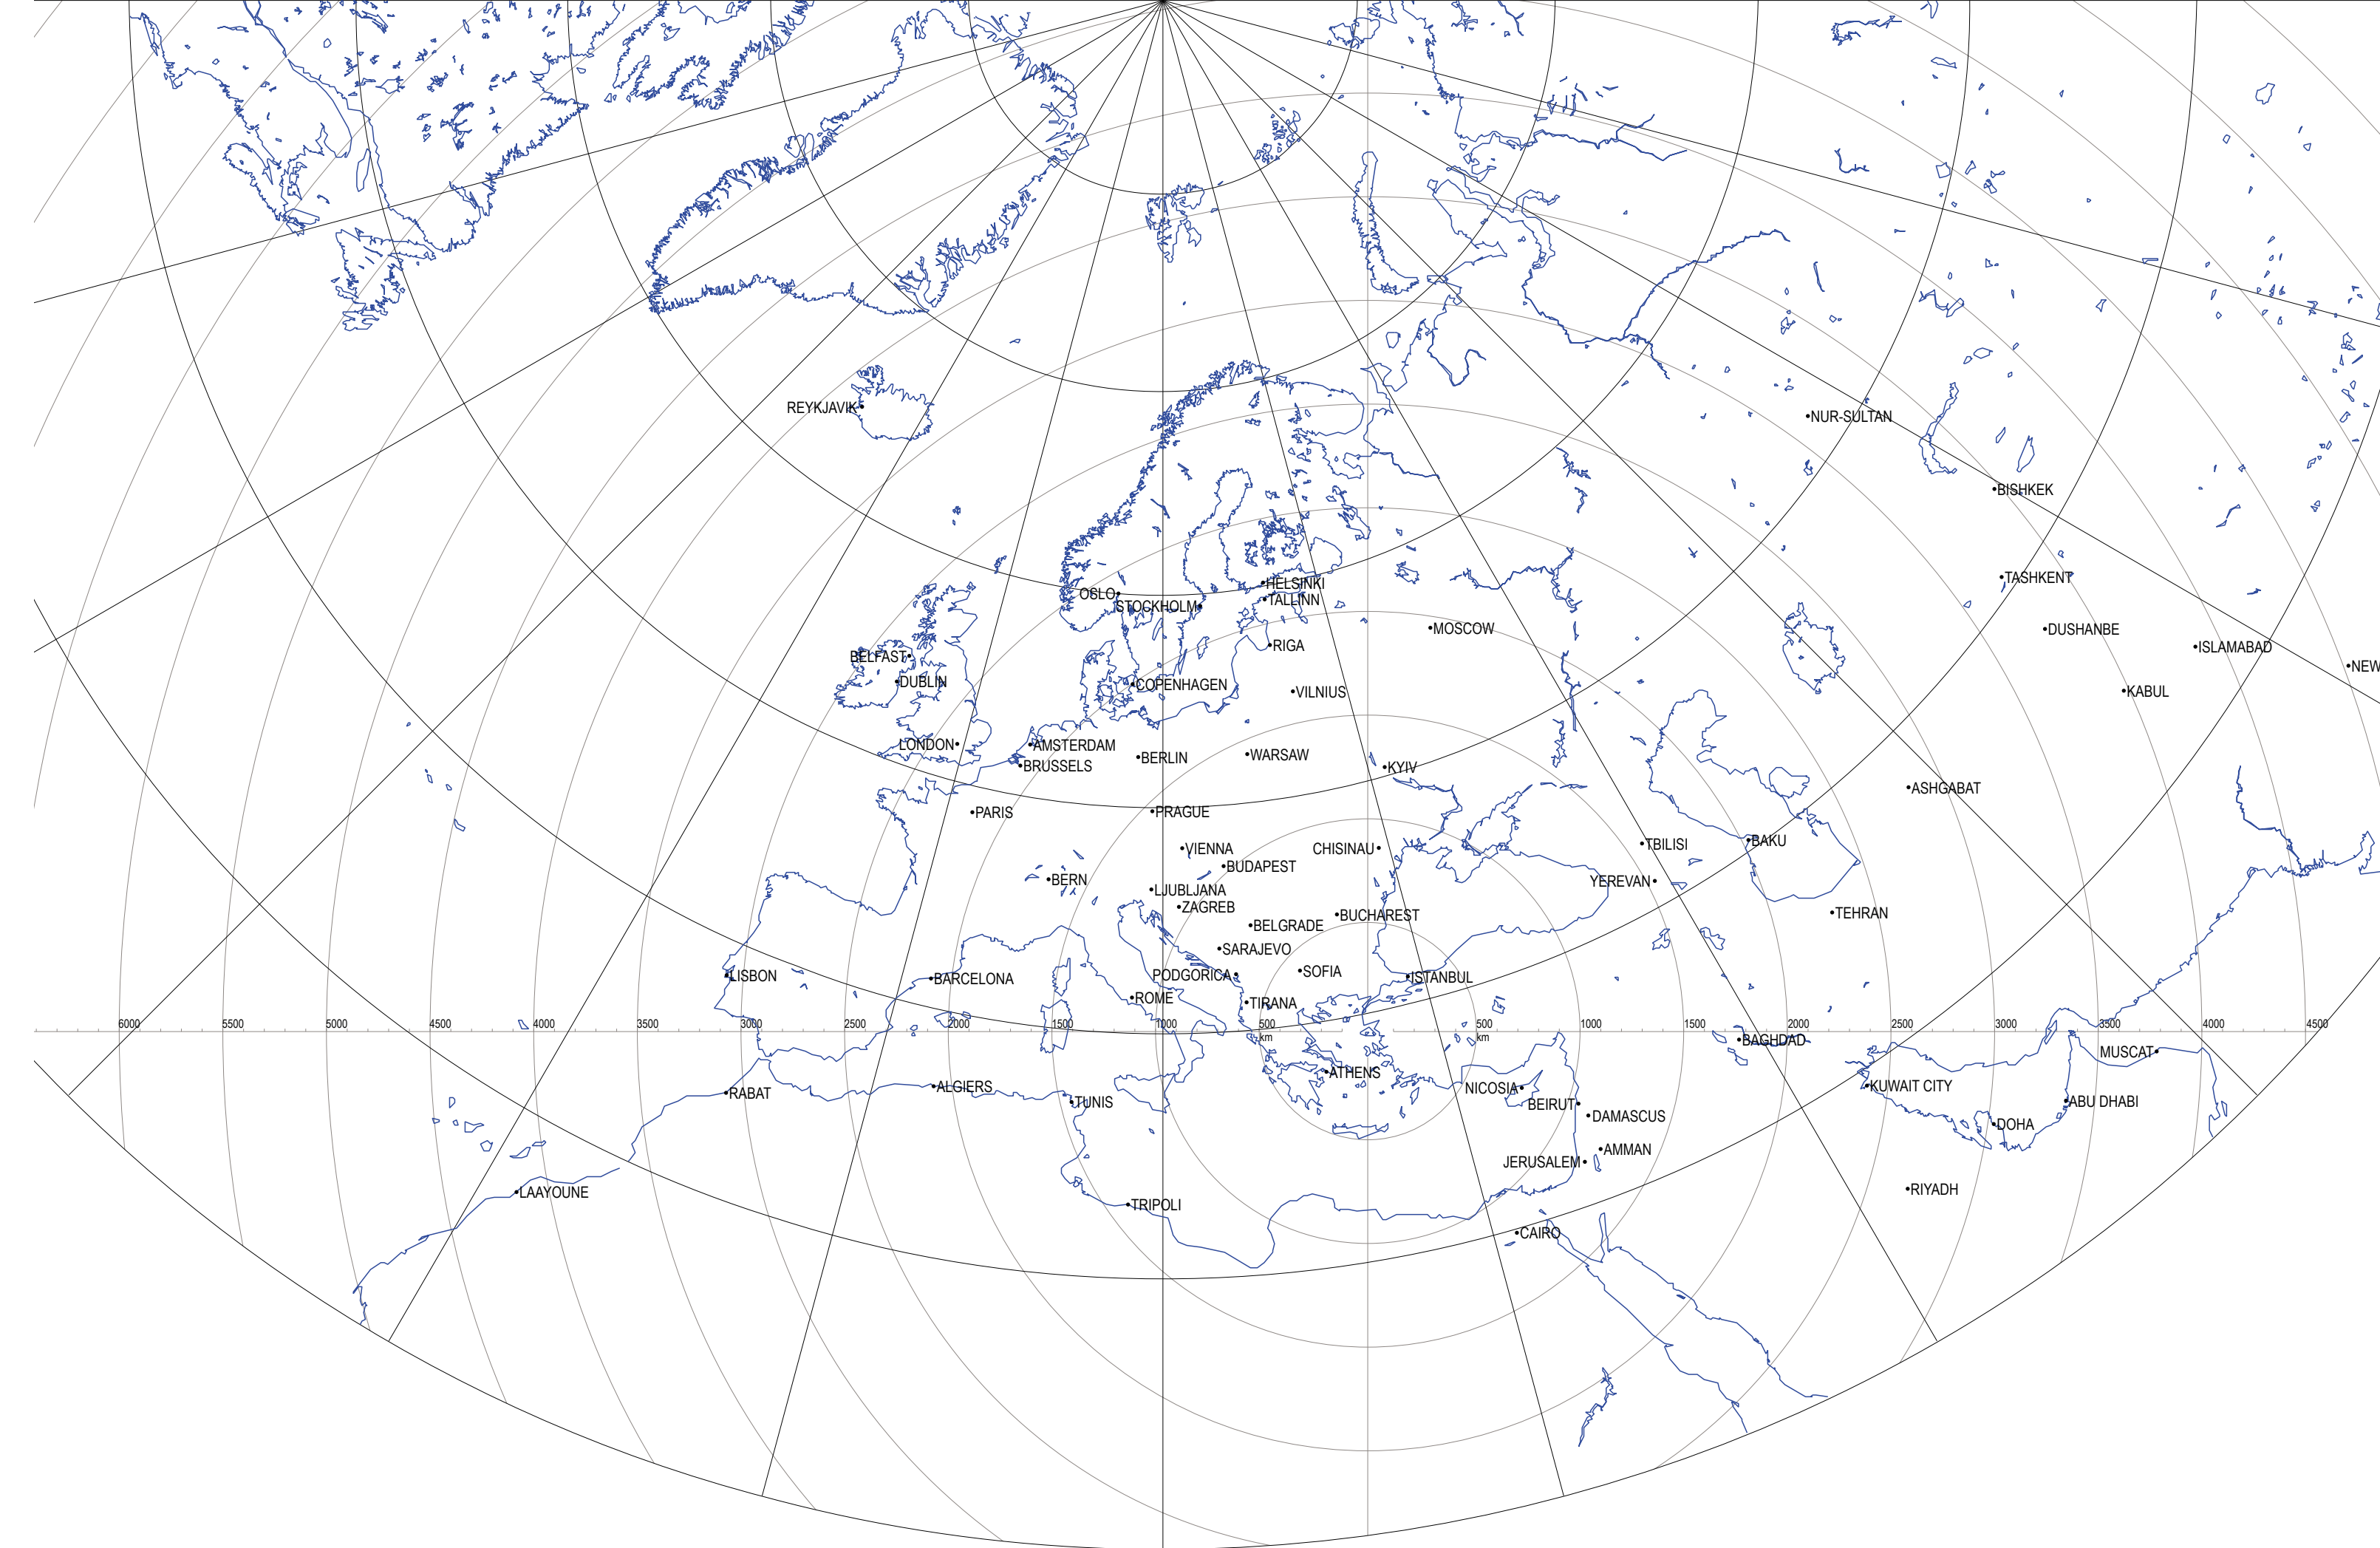 REYKJAVIK
NUR-SULTAN
BISHKEK
TASHKENT
HELSINKI
OSLO
TALLINN
STOCKHOLM
MOSCOW
DUSHANBE
RIGA
ISLAMABAD
BELFAST
NEW
DUBLIN
COPENHAGEN
VILNIUS
KABUL
LONDON
AMSTERDAM
WARSAW
BERLIN
BRUSSELS
KYIV
ASHGABAT
PARIS
PRAGUE
BAKU
TBILISI
VIENNA
CHISINAU
BUDAPEST
BERN
YEREVAN
LJUBLJANA
ZAGREB
TEHRAN
BUCHAREST
BELGRADE
SARAJEVO
SOFIA
PODGORICA
LISBON
ISTANBUL
BARCELONA
ROME
TIRANA
6000 5500 5000 4500 4000 3500 3000 2500 2000 1500 1000 500 500 1000 1500 2000 2500 3000 3500 4000 4500
km km
BAGHDAD
MUSCAT
ATHENS
KUWAIT CITY
ALGIERS
NICOSIA
RABAT
ABU DHABI
TUNIS
BEIRUT
DAMASCUS
DOHA
AMMAN
JERUSALEM
RIYADH
LAAYOUNE
TRIPOLI
CAIRO